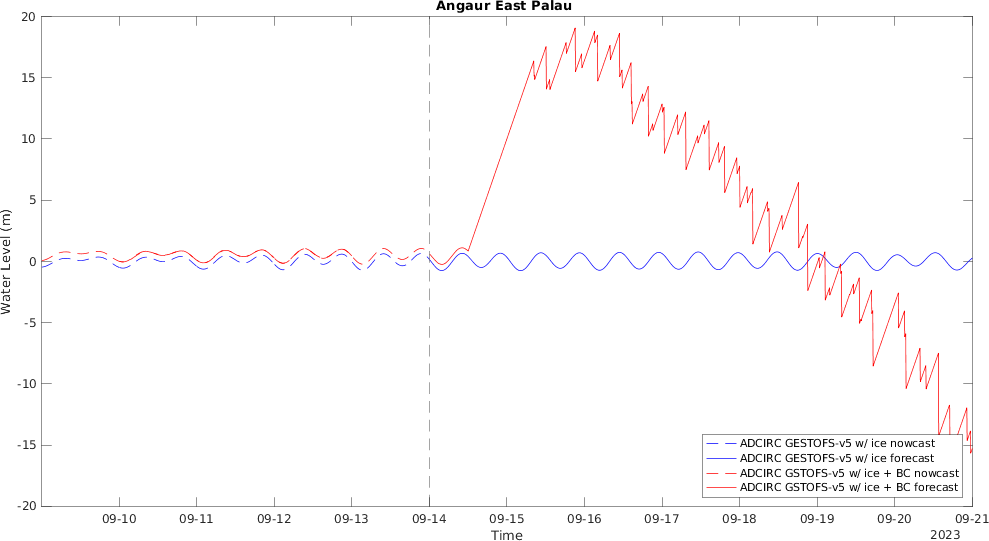 Angaur East Palau
20
15
10
5
0
-5
-10
-15
-20
Water Level (m)
09-10 09-11 09-12 09-13 09-14 09-15 09-16 09-17 09-18 09-19 09-20 09-21
Time
2023
ADCIRC GESTOFS-v5 w/ ice nowcast
ADCIRC GESTOFS-v5 w/ ice forecast
ADCIRC GSTOFS-v5 w/ ice + BC nowcast
ADCIRC GSTOFS-v5 w/ ice + BC forecast